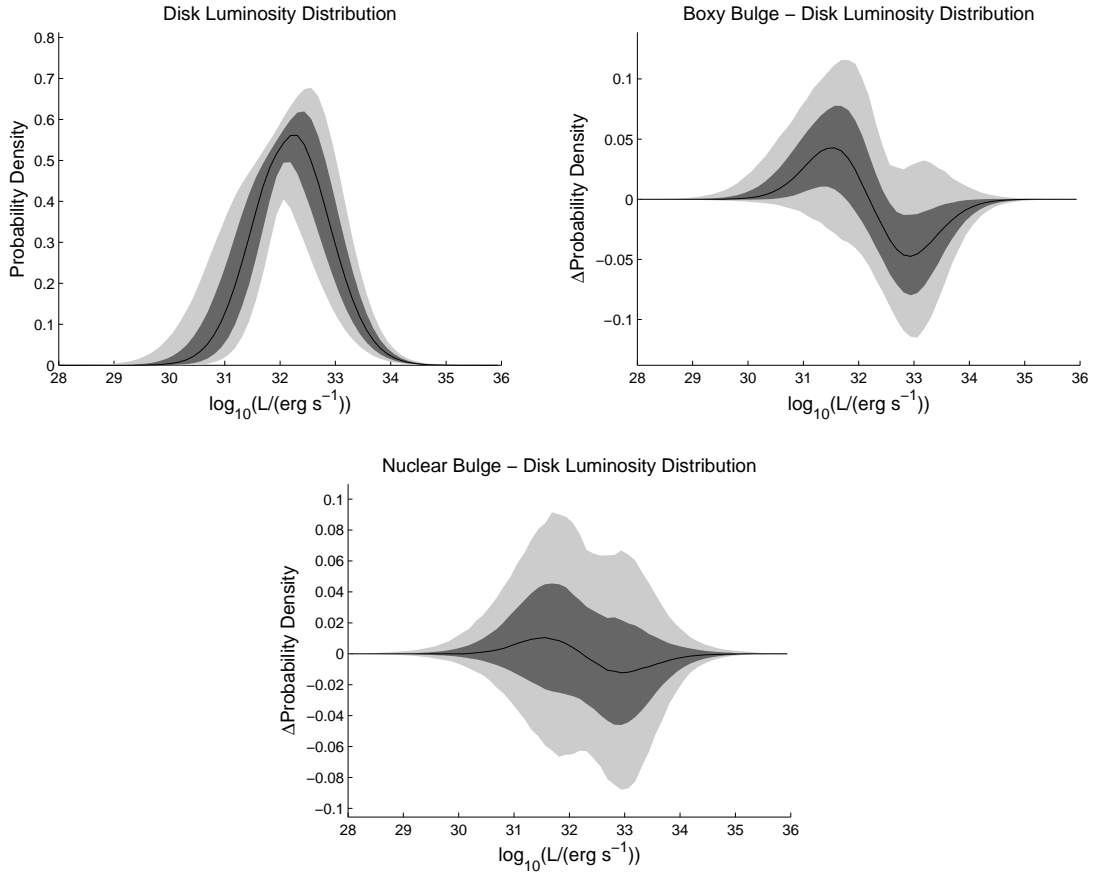 Disk Luminosity Distribution
Probability Density
0.8
0.7
0.6
0.5
0.4
0.3
0.2
0.1
0
28 29 30 31 32 33 34 35 36
log₁₀(L/(erg s⁻¹))
Boxy Bulge − Disk Luminosity Distribution
ΔProbability Density
0.1
0.05
0
−0.05
−0.1
28 29 30 31 32 33 34 35 36
log₁₀(L/(erg s⁻¹))
Nuclear Bulge − Disk Luminosity Distribution
ΔProbability Density
0.1
0.08
0.06
0.04
0.02
0
−0.02
−0.04
−0.06
−0.08
−0.1
28 29 30 31 32 33 34 35 36
log₁₀(L/(erg s⁻¹))